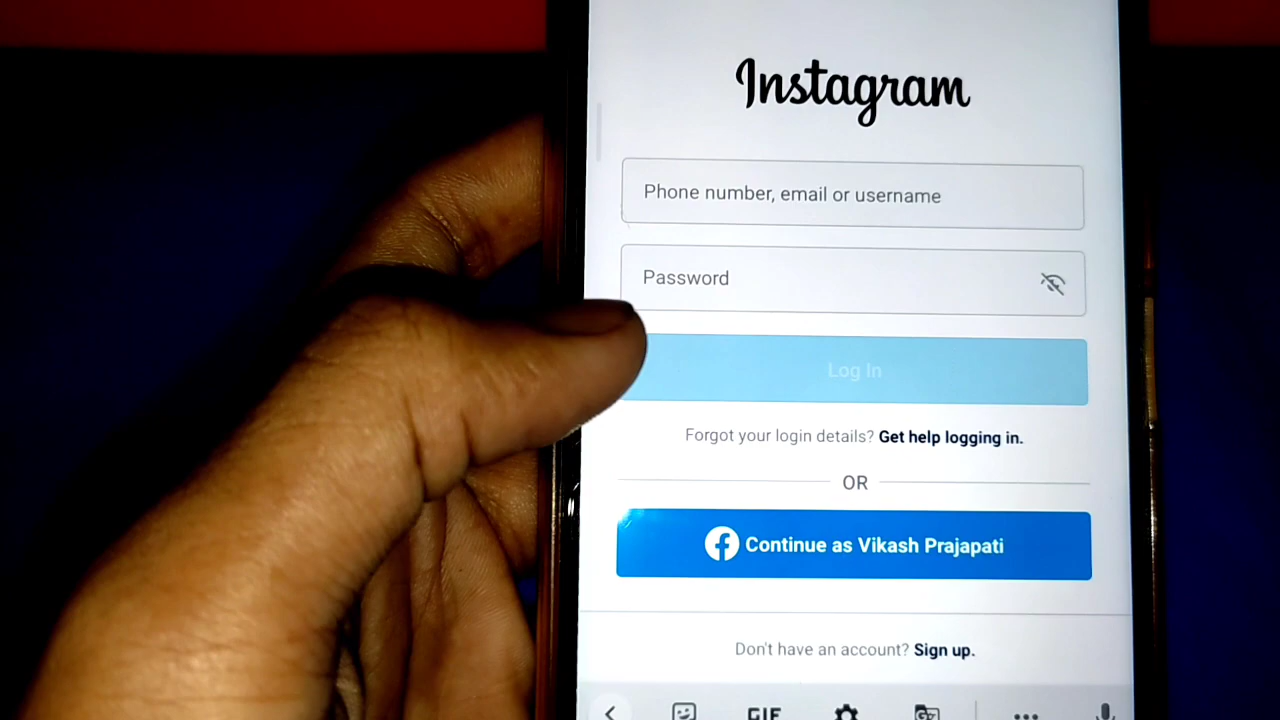 Instagram
Phone number, email or username
Password
Log In
Forgot your login details? Get help logging in.
OR
Continue as Vikash Prajapati
Don't have an account? Sign up.
GIF